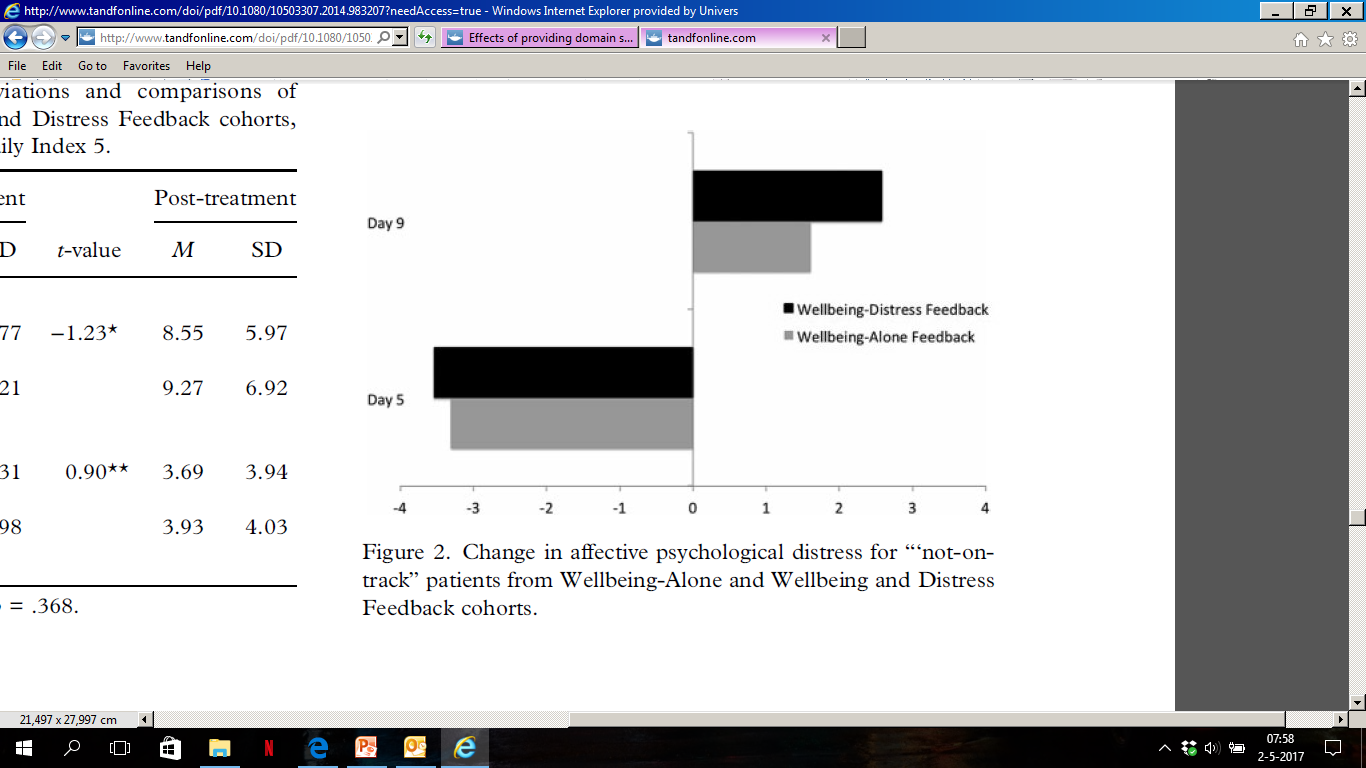 http://www.tandfonline.com/doi/pdf/10.1080/10503307.2014.983207?needAccess=true - Windows Internet Explorer provided by Univers
http://www.tandfonline.com/doi/pdf/10.1080/1050
Effects of providing domain s...
tandfonline.com
File Edit Go to Favorites Help
viations and comparisons of
nd Distress Feedback cohorts,
ily Index 5.
ent Post-treatment
D t-value M SD
77 −1.23* 8.55 5.97
21 9.27 6.92
31 0.90** 3.69 3.94
98 3.93 4.03
= .368.
Day 9
Wellbeing-Distress Feedback
Wellbeing-Alone Feedback
Day 5
-4 -3 -2 -1 0 1 2 3 4
Figure 2. Change in affective psychological distress for “‘not-on-
track” patients from Wellbeing-Alone and Wellbeing and Distress
Feedback cohorts.
21,497 x 27,997 cm
07:58
2-5-2017